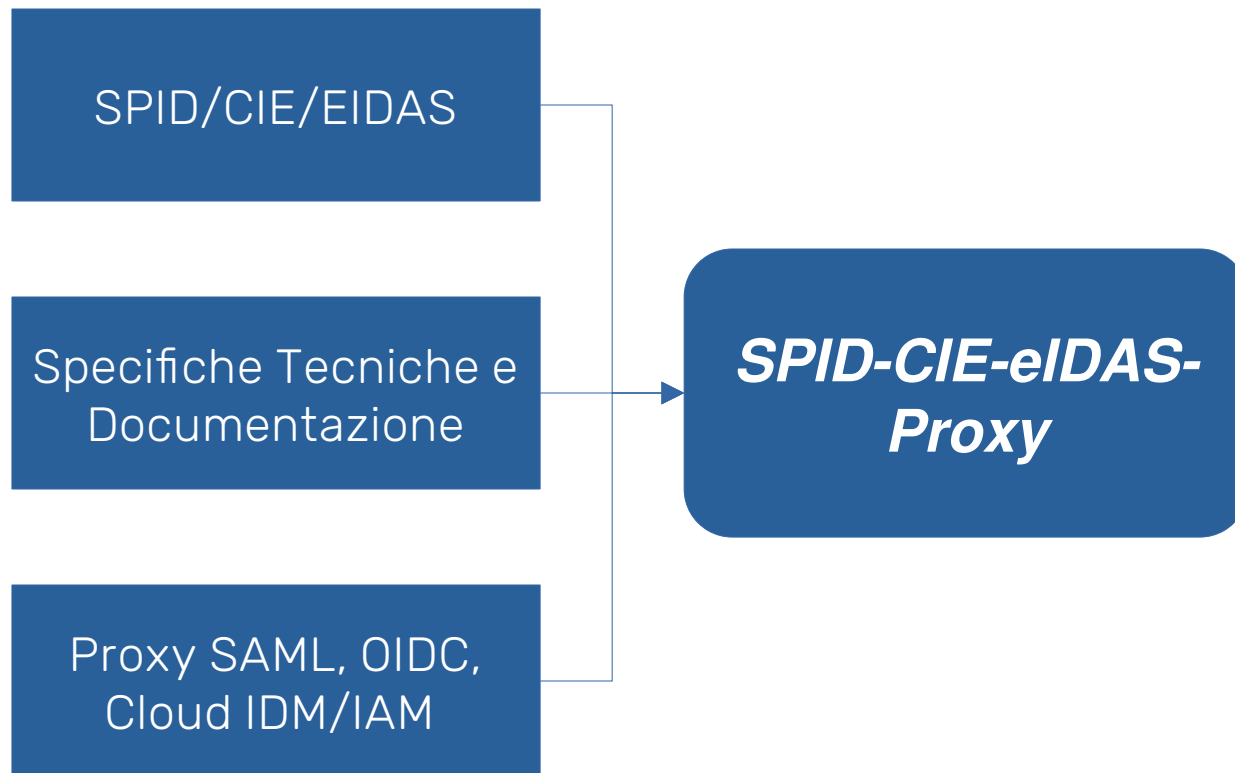 SPID/CIE/EIDAS
Specifiche Tecniche e
Documentazione
Proxy SAML, OIDC,
Cloud IDM/IAM
SPID-CIE-eIDAS-
Proxy